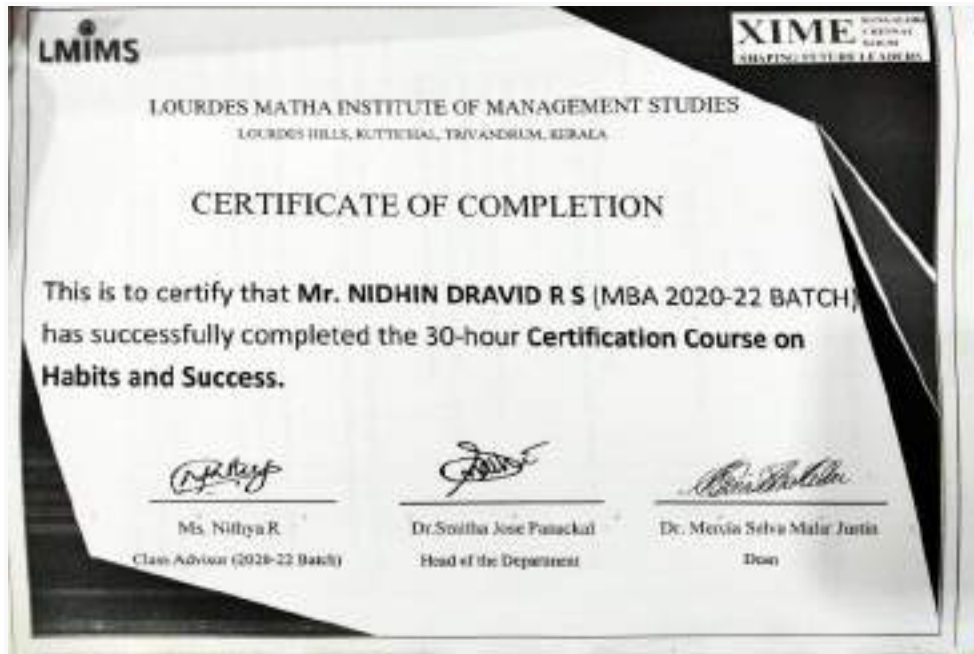 LMIMS
XIME
BANGALORE
CHENNAI
KOCHI
SHAPING FUTURE LEADERS
LOURDES MATHA INSTITUTE OF MANAGEMENT STUDIES
LOURDES HILLS, KUTTICHAL, TRIVANDRUM, KERALA
CERTIFICATE OF COMPLETION
This is to certify that Mr. NIDHIN DRAVID R S (MBA 2020-22 BATCH)
has successfully completed the 30-hour Certification Course on
Habits and Success.
Ms. Nithya R Dr.Smitha Jose Panackal Dr. Mercia Selva Malar Justin
Class Advisor (2020-22 Batch) Head of the Department Dean